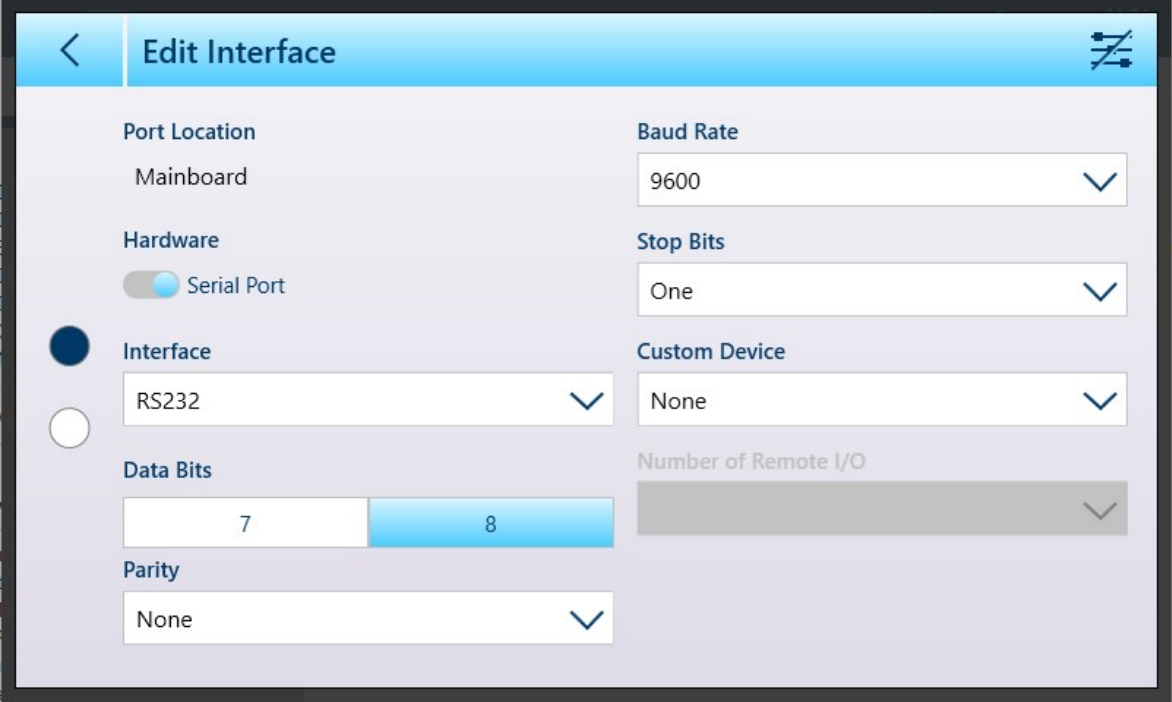 Edit Interface
Port Location
Mainboard
Hardware
Serial Port
Interface
RS232
Data Bits
7 8
Parity
None
Baud Rate
9600
Stop Bits
One
Custom Device
None
Number of Remote I/O